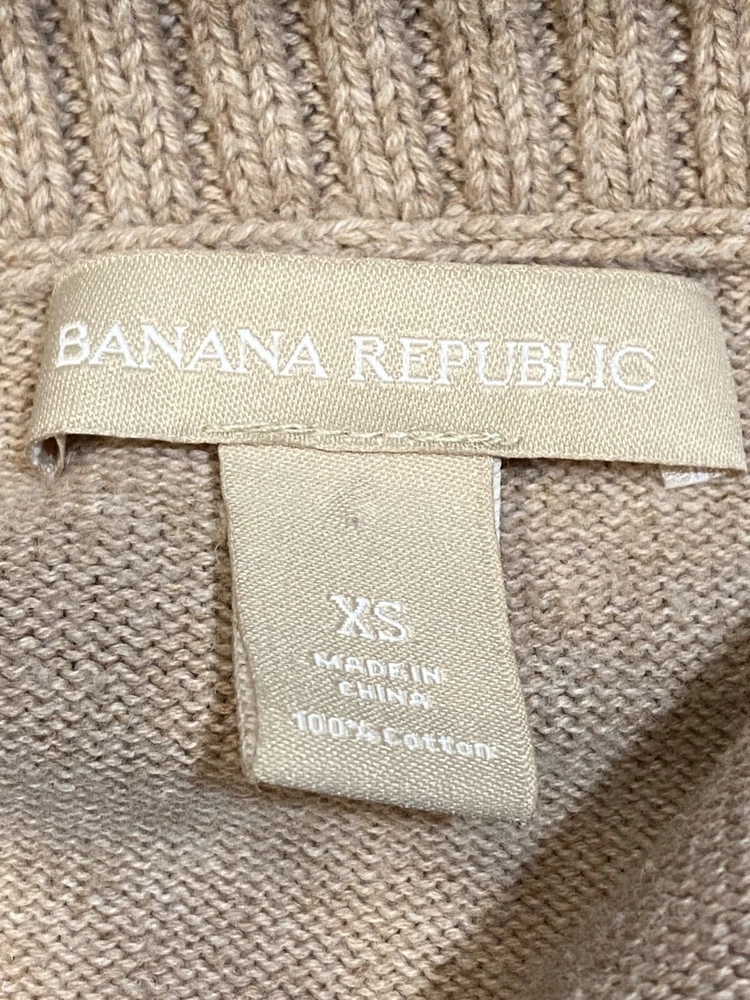 BANANA REPUBLIC
XS
MADE IN
CHINA
100% Cotton